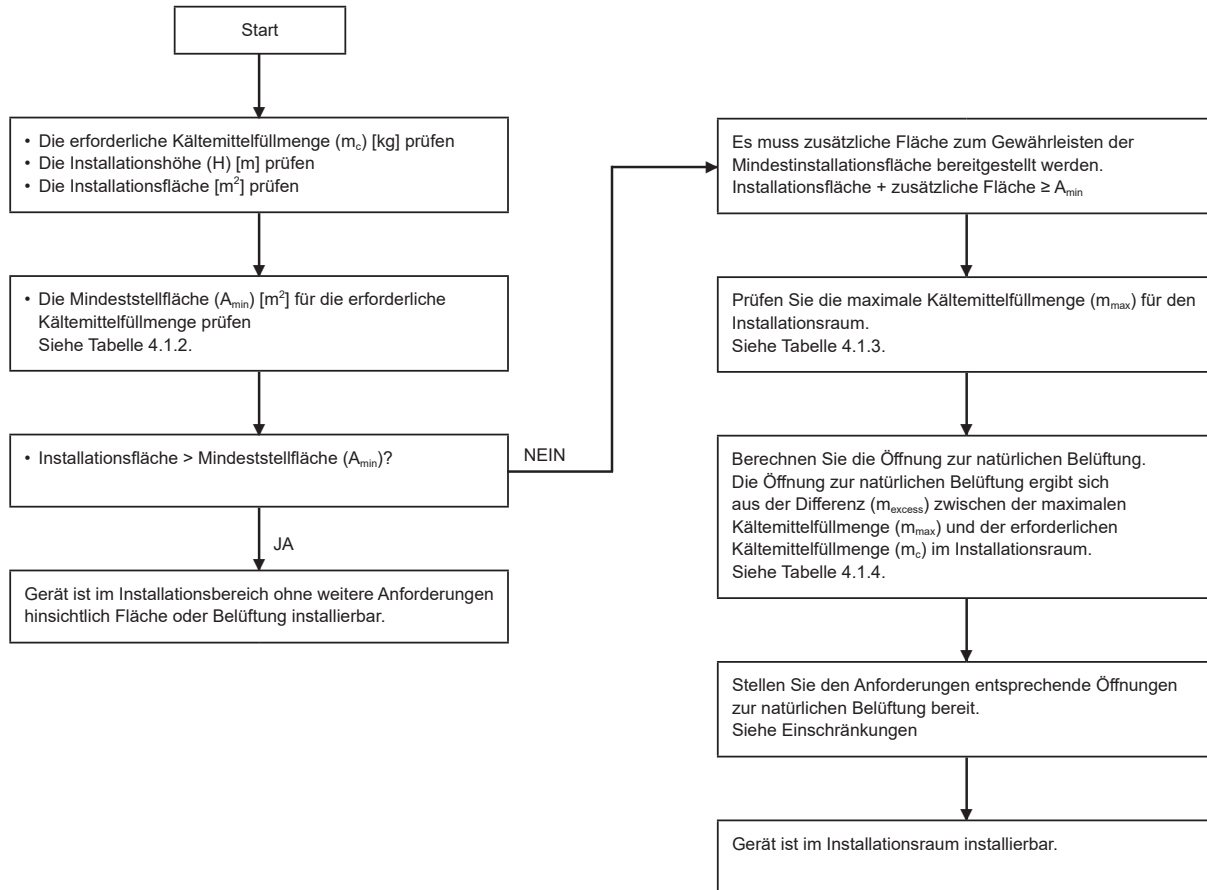 Start
• Die erforderliche Kältemittelfüllmenge (mc) [kg] prüfen
• Die Installationshöhe (H) [m] prüfen
• Die Installationsfläche [m²] prüfen
• Die Mindeststellfläche (Amin) [m²] für die erforderliche
Kältemittelfüllmenge prüfen
Siehe Tabelle 4.1.2.
• Installationsfläche > Mindeststellfläche (Amin)?
NEIN
JA
Gerät ist im Installationsbereich ohne weitere Anforderungen
hinsichtlich Fläche oder Belüftung installierbar.
Es muss zusätzliche Fläche zum Gewährleisten der
Mindestinstallationsfläche bereitgestellt werden.
Installationsfläche + zusätzliche Fläche ≥ Amin
Prüfen Sie die maximale Kältemittelfüllmenge (mmax) für den
Installationsraum.
Siehe Tabelle 4.1.3.
Berechnen Sie die Öffnung zur natürlichen Belüftung.
Die Öffnung zur natürlichen Belüftung ergibt sich
aus der Differenz (mexcess) zwischen der maximalen
Kältemittelfüllmenge (mmax) und der erforderlichen
Kältemittelfüllmenge (mc) im Installationsraum.
Siehe Tabelle 4.1.4.
Stellen Sie den Anforderungen entsprechende Öffnungen
zur natürlichen Belüftung bereit.
Siehe Einschränkungen
Gerät ist im Installationsraum installierbar.